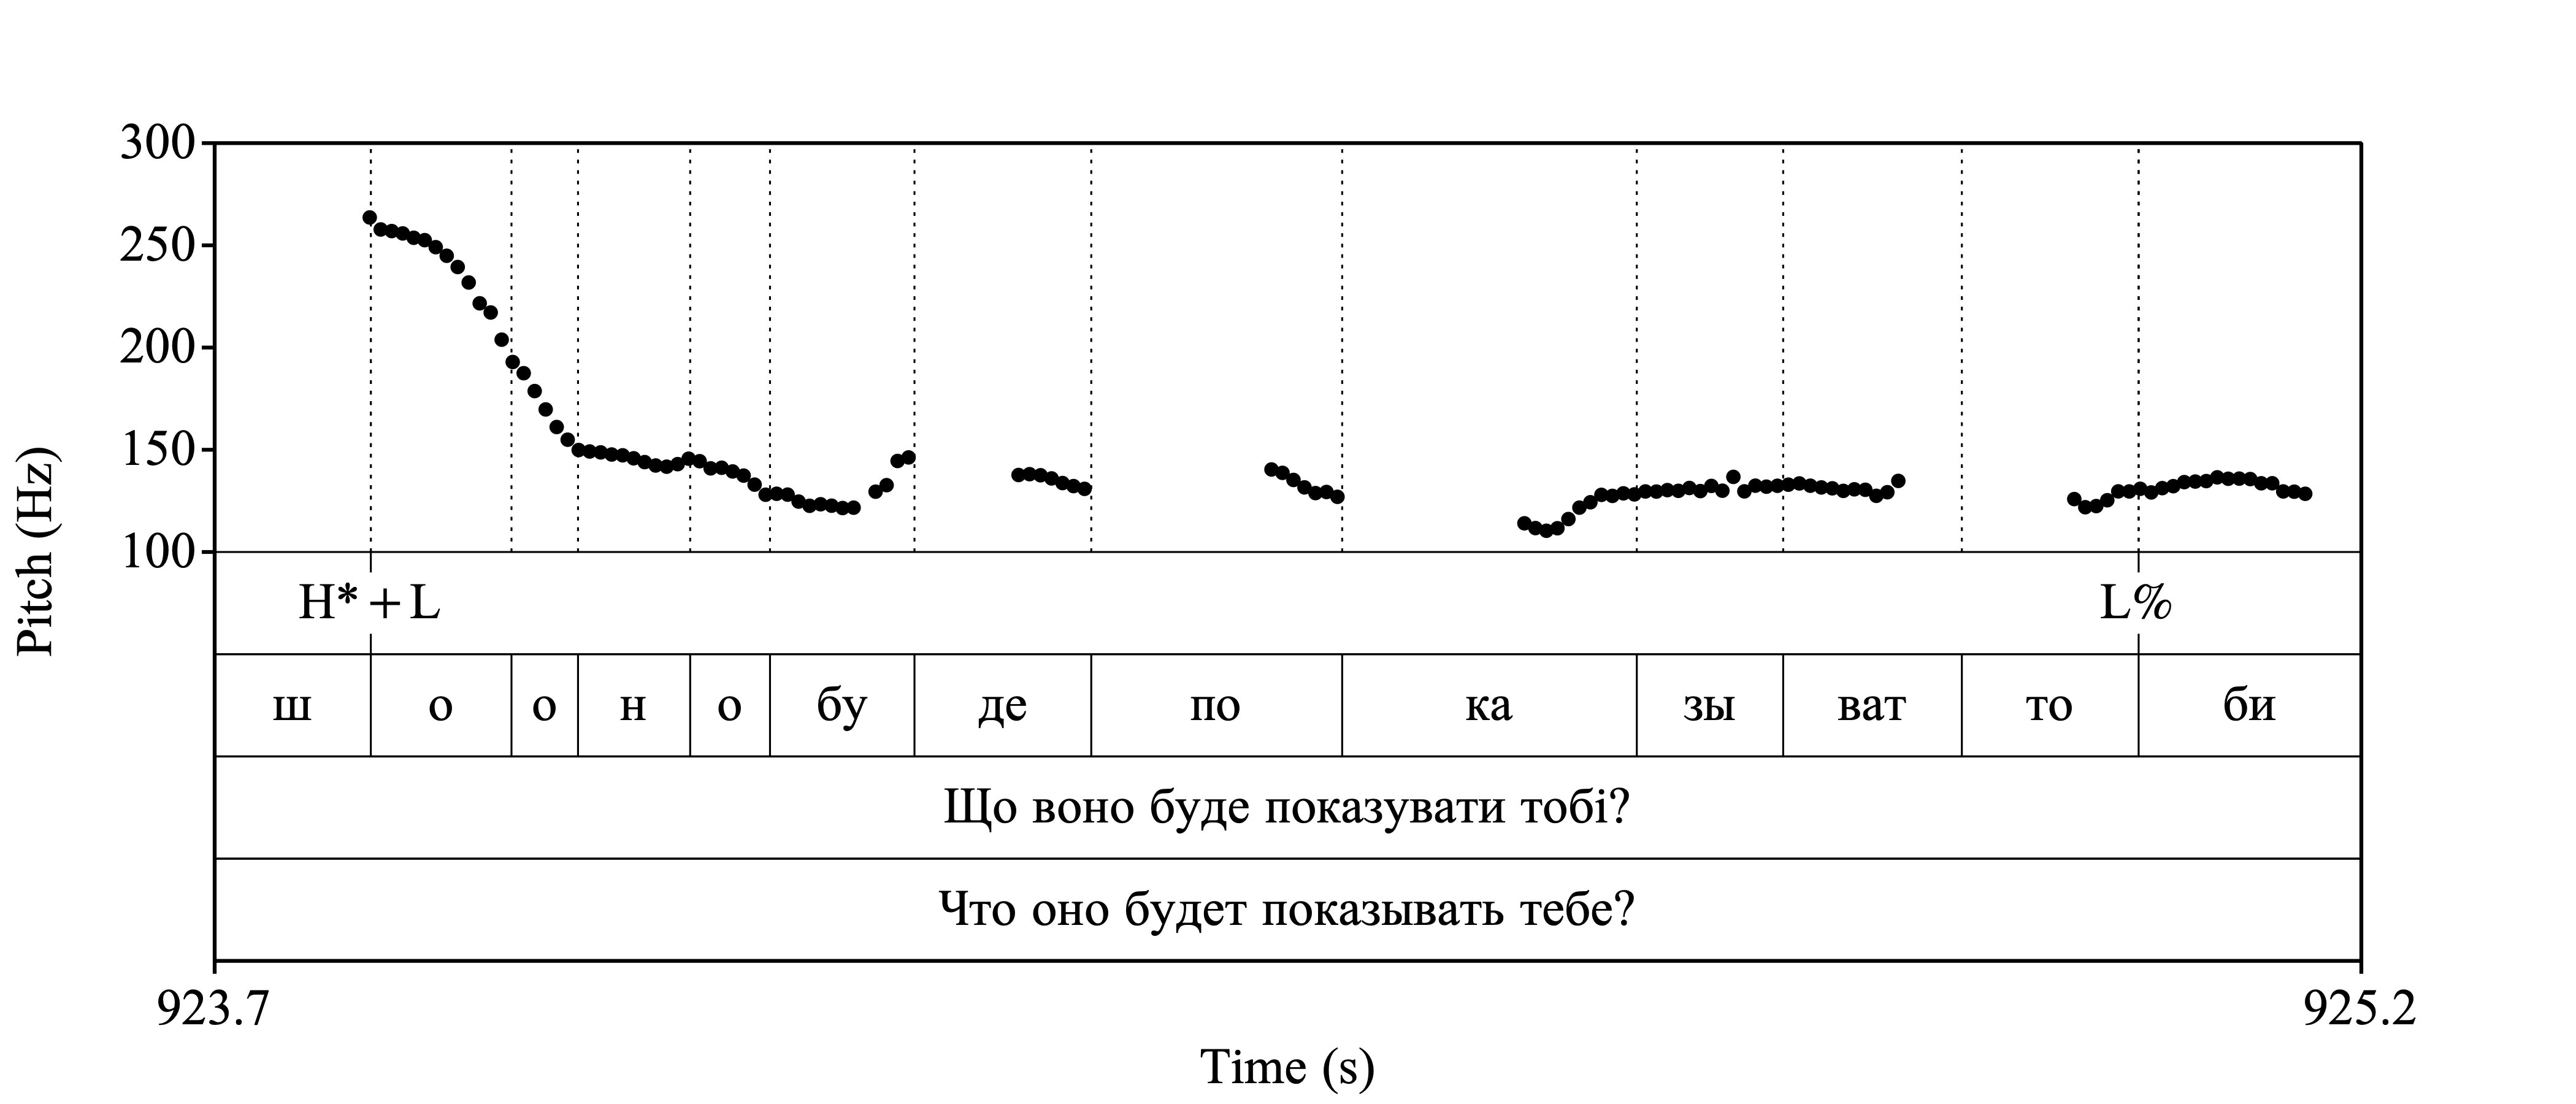 300
250
200
150
100
Pitch (Hz)
H* + L L%
ш о о н о бу де по ка зы ват то би
Що воно буде показувати тобі?
Что оно будет показывать тебе?
923.7 925.2
Time (s)